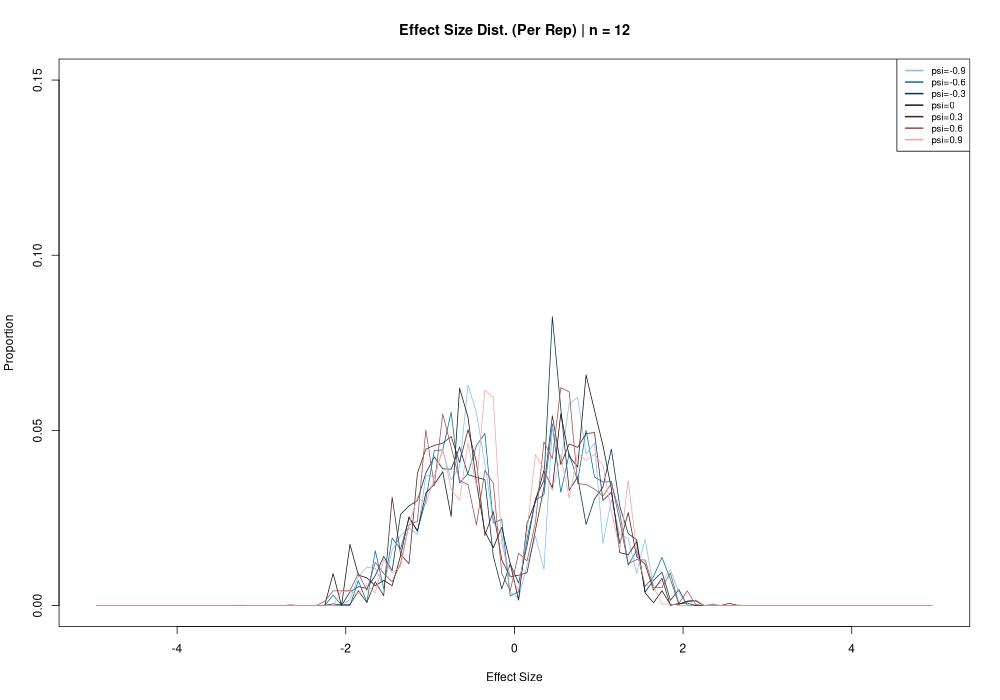 Effect Size Dist. (Per Rep) | n = 12
psi=-0.9
psi=-0.6
psi=-0.3
psi=0
psi=0.3
psi=0.6
psi=0.9
0.15
0.10
0.05
0.00
Proportion
-4 -2 0 2 4
Effect Size